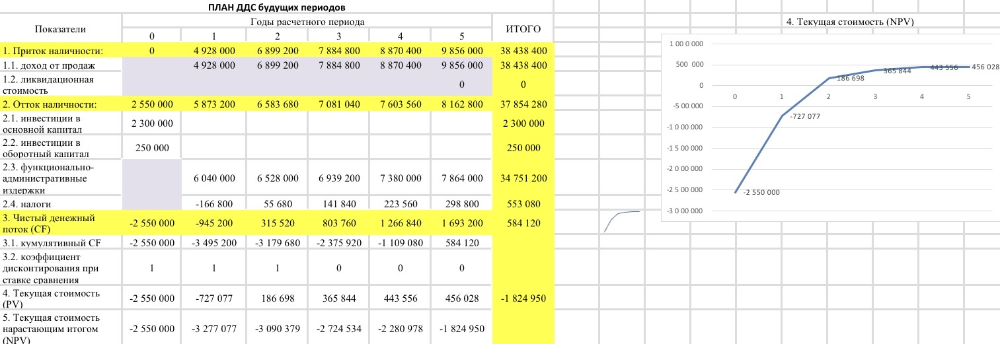 ПЛАН ДДС будущих периодов
Показатели
Годы расчетного периода
ИТОГО
0 1 2 3 4 5
1. Приток наличности: 0 4 928 000 6 899 200 7 884 800 8 870 400 9 856 000 38 438 400
1.1. доход от продаж 4 928 000 6 899 200 7 884 800 8 870 400 9 856 000 38 438 400
1.2. ликвидационная
стоимость 0 0
2. Отток наличности: 2 550 000 5 873 200 6 583 680 7 081 040 7 603 560 8 162 800 37 854 280
2.1. инвестиции в
основной капитал 2 300 000 2 300 000
2.2. инвестиции в
оборотный капитал 250 000 250 000
2.3. функционально-
административные
издержки 6 040 000 6 528 000 6 939 200 7 380 000 7 864 000 34 751 200
2.4. налоги -166 800 55 680 141 840 223 560 298 800 553 080
3. Чистый денежный
поток (CF) -2 550 000 -945 200 315 520 803 760 1 266 840 1 693 200 584 120
3.1. кумулятивный CF -2 550 000 -3 495 200 -3 179 680 -2 375 920 -1 109 080 584 120
3.2. коэффициент
дисконтирования при
ставке сравнения 1 1 1 0 0 0
4. Текущая стоимость
(PV) -2 550 000 -727 077 186 698 365 844 443 556 456 028 -1 824 950
5. Текущая стоимость
нарастающим итогом
(NPV) -2 550 000 -3 277 077 -3 090 379 -2 724 534 -2 280 978 -1 824 950
4. Текущая стоимость (NPV)
1 00 0 000
500 000
0
-5 00 000
-1 0 00 000
-1 5 00 000
-2 0 00 000
-2 5 00 000
-3 0 00 000
0 1 2 3 4 5
-2 550 000
-727 077
186 698
365 844
443 556
456 028